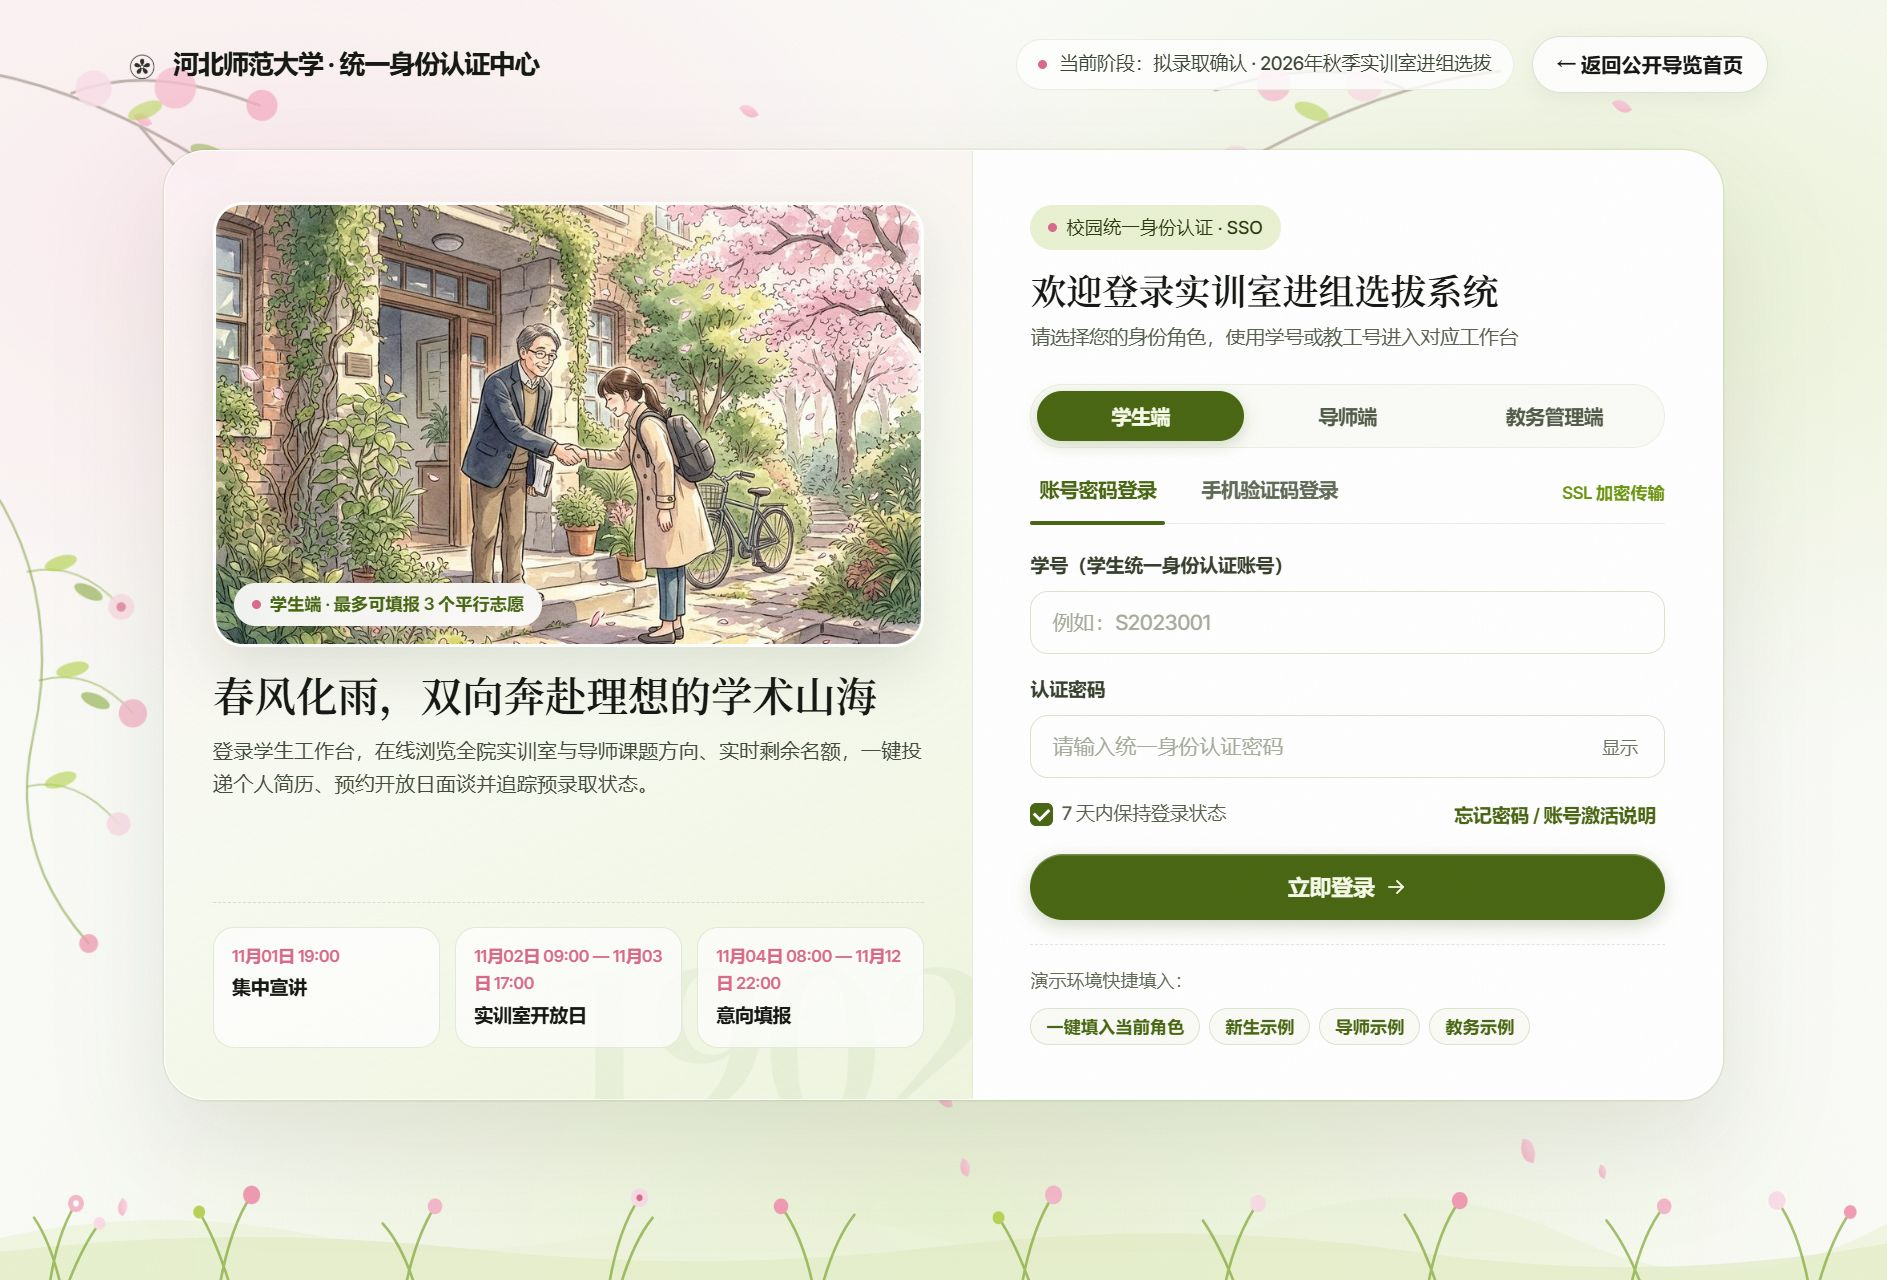 河北师范大学·统一身份认证中心
当前阶段：拟录取确认 · 2026年秋季实训室进组选拔
← 返回公开导览首页
学生端 · 最多可填报 3 个平行志愿
春风化雨，双向奔赴理想的学术山海
登录学生工作台，在线浏览全院实训室与导师课题方向、实时剩余名额，一键投
递个人简历、预约开放日面谈并追踪预录取状态。
11月01日 19:00
集中宣讲
11月02日 09:00 — 11月03
日 17:00
实训室开放日
11月04日 08:00 — 11月12
日 22:00
意向填报
1902
校园统一身份认证 · SSO
欢迎登录实训室进组选拔系统
请选择您的身份角色，使用学号或教工号进入对应工作台
学生端
导师端
教务管理端
账号密码登录
手机验证码登录
SSL 加密传输
学号（学生统一身份认证账号）
例如：S2023001
认证密码
请输入统一身份认证密码
显示
7 天内保持登录状态
忘记密码 / 账号激活说明
立即登录 →
演示环境快捷填入：
一键填入当前角色
新生示例
导师示例
教务示例